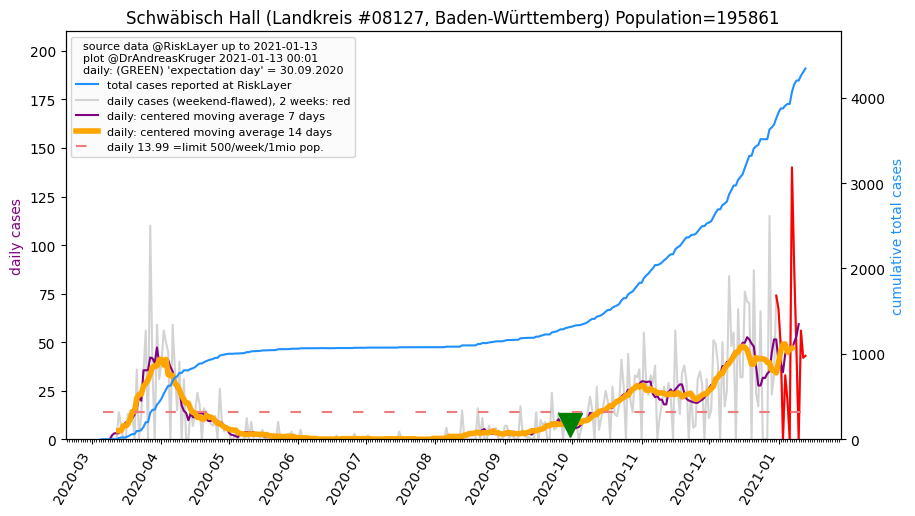 Schwäbisch Hall (Landkreis #08127, Baden-Württemberg) Population=195861
source data @RiskLayer up to 2021-01-13
plot @DrAndreasKruger 2021-01-13 00:01
daily: (GREEN) 'expectation day' = 30.09.2020
total cases reported at RiskLayer
daily cases (weekend-flawed), 2 weeks: red
daily: centered moving average 7 days
daily: centered moving average 14 days
daily 13.99 =limit 500/week/1mio pop.
daily cases
200
175
150
125
100
75
50
25
0
4000
3000
2000
1000
0
cumulative total cases
2020-03
2020-04
2020-05
2020-06
2020-07
2020-08
2020-09
2020-10
2020-11
2020-12
2021-01